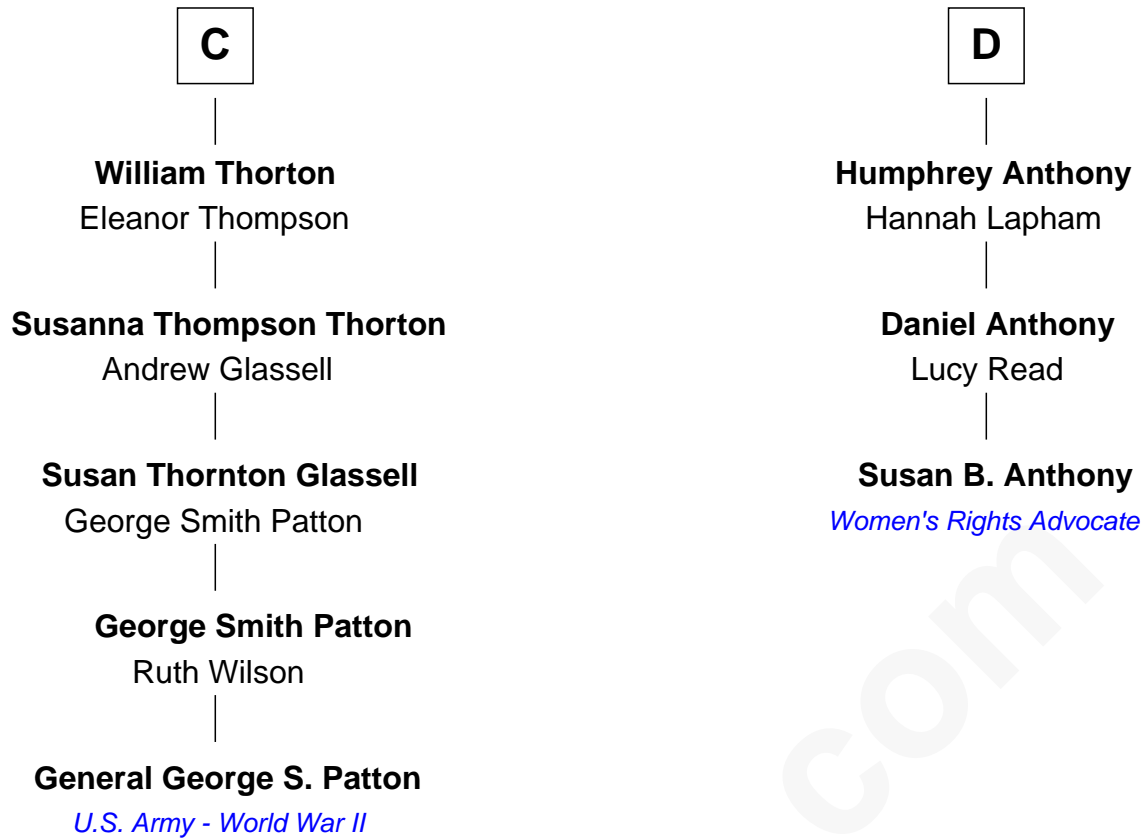 C
William Thorton
Eleanor Thompson
Susanna Thompson Thorton
Andrew Glassell
Susan Thornton Glassell
George Smith Patton
George Smith Patton
Ruth Wilson
General George S. Patton
U.S. Army - World War II
D
Humphrey Anthony
Hannah Lapham
Daniel Anthony
Lucy Read
Susan B. Anthony
Women's Rights Advocate
com